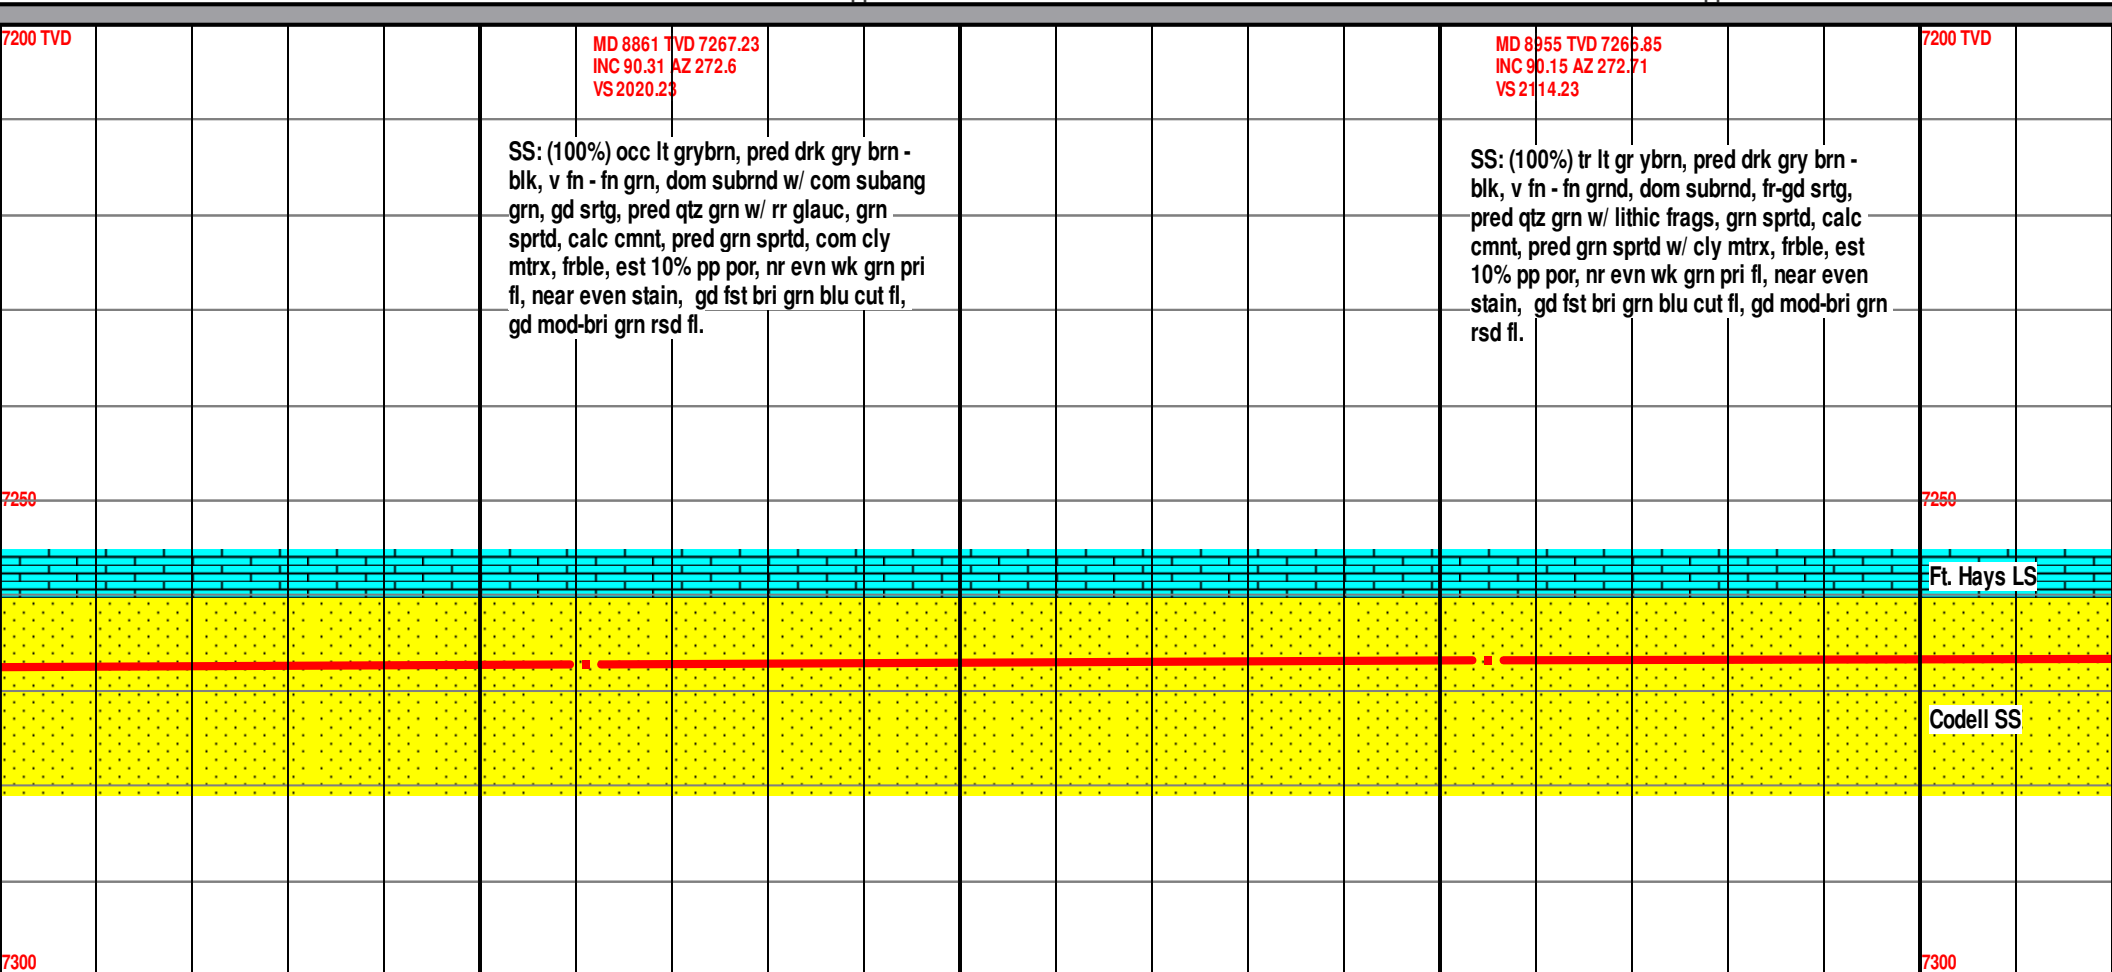 7200 TVD
MD 8861 TVD 7267.23
INC 90.31 AZ 272.6
VS 2020.23
MD 8955 TVD 7266.85
INC 90.15 AZ 272.71
VS 2114.23
7200 TVD
SS: (100%) occ lt grybrn, pred drk gry brn -
blk, v fn - fn grn, dom subrnd w/ com subang
grn, gd srtg, pred qtz grn w/ rr glauc, grn
sprtd, calc cmnt, pred grn sprtd, com cly
mtrx, frble, est 10% pp por, nr evn wk grn pri
fl, near even stain, gd fst bri grn blu cut fl,
gd mod-bri grn rsd fl.
SS: (100%) tr lt gr ybrn, pred drk gry brn -
blk, v fn - fn grnd, dom subrnd, fr-gd srtg,
pred qtz grn w/ lithic frags, grn sprtd, calc
cmnt, pred grn sprtd w/ cly mtrx, frble, est
10% pp por, nr evn wk grn pri fl, near even
stain, gd fst bri grn blu cut fl, gd mod-bri grn
rsd fl.
7250
7250
Ft. Hays LS
Codell SS
7300
7300